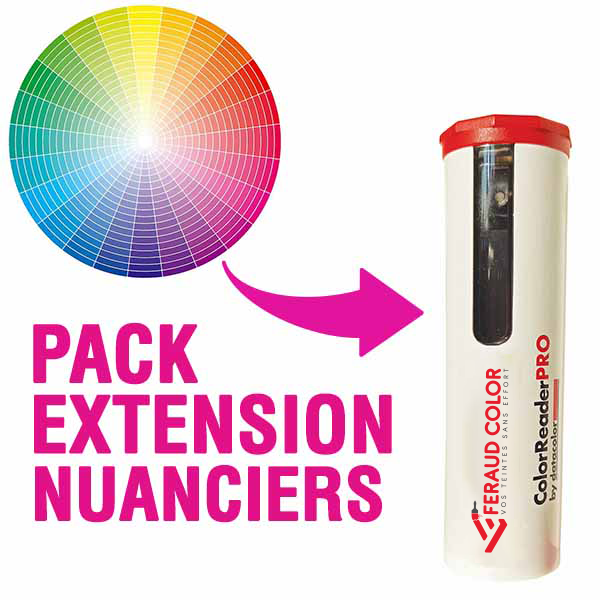 PACK
EXTENSION
NUANCIERS
FERAUD COLOR
VOS TEINTES SANS EFFORT
ColorReaderPRO
by datacolor